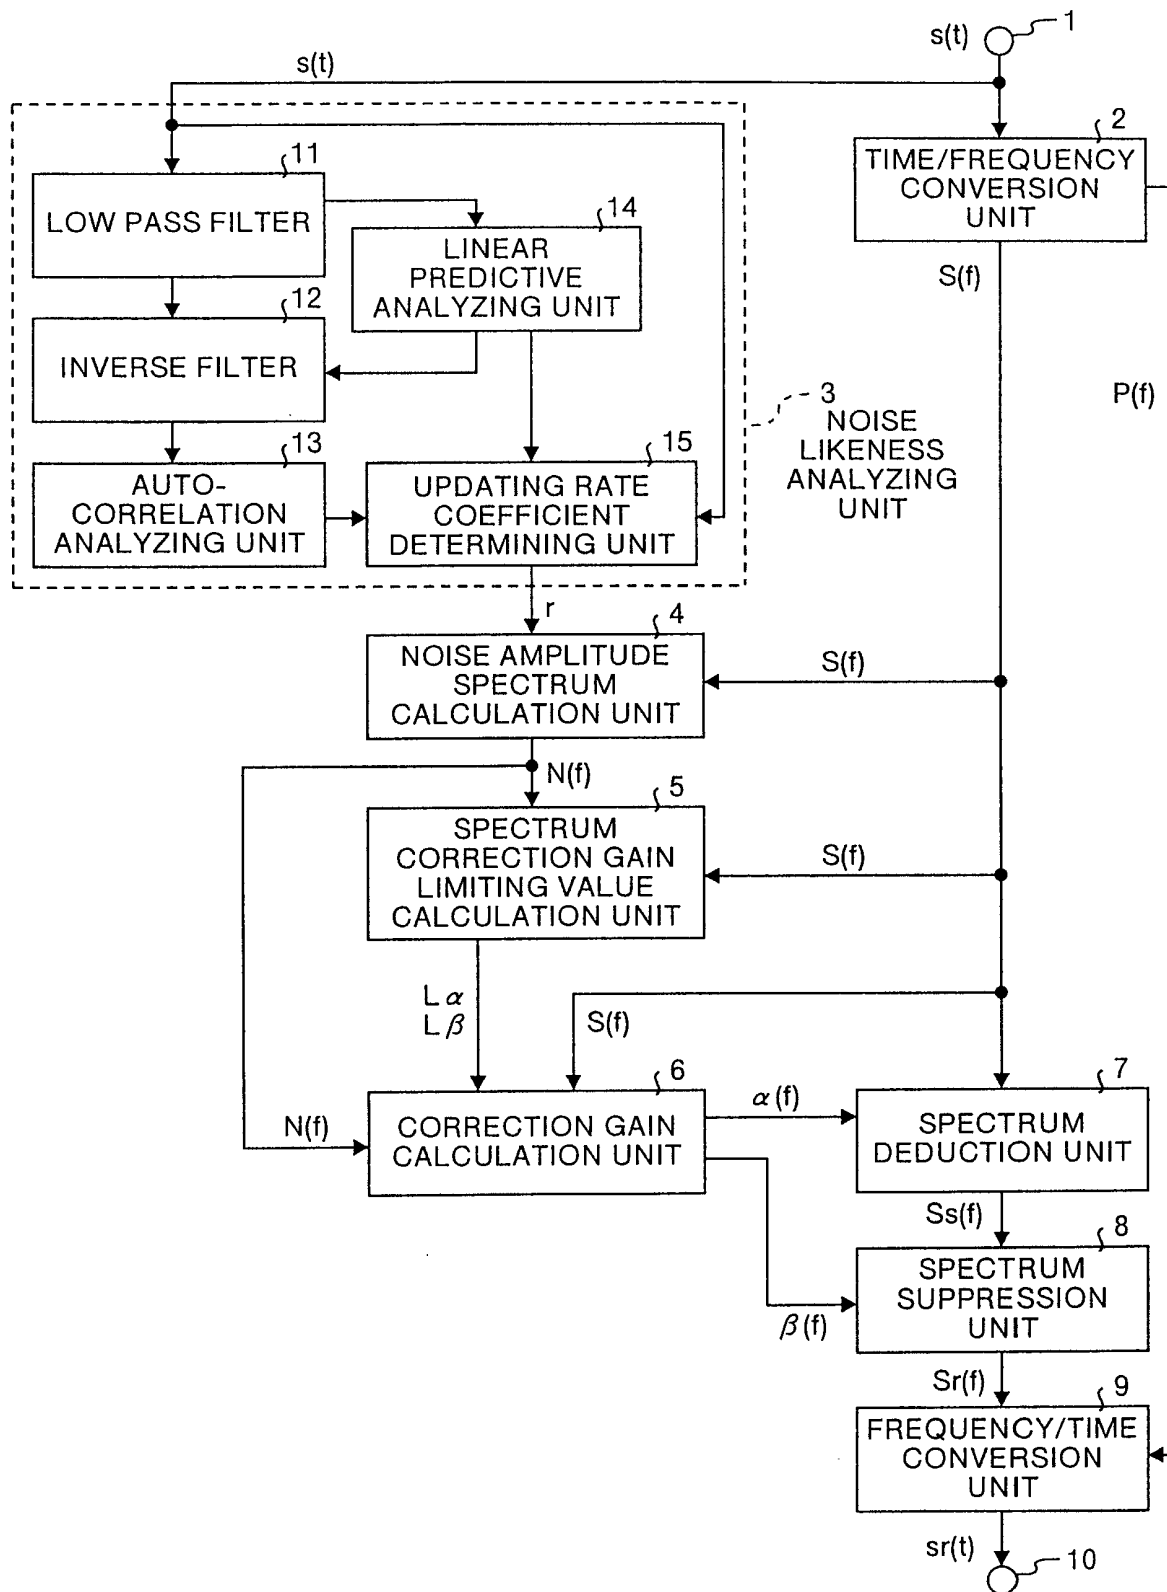 1
s(t)
s(t)
2
TIME/FREQUENCY
CONVERSION
UNIT
11
LOW PASS FILTER
14
LINEAR
PREDICTIVE
ANALYZING UNIT
S(f)
12
INVERSE FILTER
P(f)
3
NOISE
LIKENESS
ANALYZING
UNIT
13
AUTO-
CORRELATION
ANALYZING UNIT
15
UPDATING RATE
COEFFICIENT
DETERMINING UNIT
r
4
NOISE AMPLITUDE
SPECTRUM
CALCULATION UNIT
S(f)
N(f)
5
SPECTRUM
CORRECTION GAIN
LIMITING VALUE
CALCULATION UNIT
S(f)
L α
L β
S(f)
6
CORRECTION GAIN
CALCULATION UNIT
N(f)
α(f)
7
SPECTRUM
DEDUCTION UNIT
Ss(f)
8
SPECTRUM
SUPPRESSION
UNIT
β(f)
Sr(f)
9
FREQUENCY/TIME
CONVERSION
UNIT
sr(t)
10